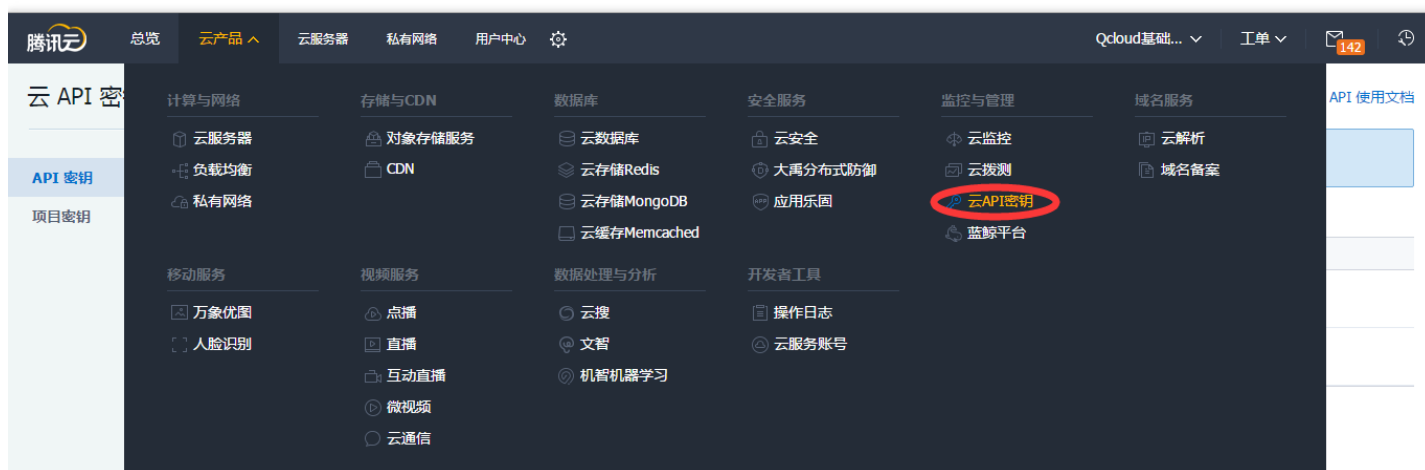 腾讯云 总览 云产品 云服务器 私有网络 用户中心 Qcloud基础... 工单 142
云 API 密
API 使用文档
API 密钥
项目密钥
计算与网络
云服务器
负载均衡
私有网络
存储与CDN
对象存储服务
CDN
数据库
云数据库
云存储Redis
云存储MongoDB
云缓存Memcached
安全服务
云安全
大禹分布式防御
应用乐固
监控与管理
云监控
云拨测
云API密钥
蓝鲸平台
域名服务
云解析
域名备案
移动服务
万象优图
人脸识别
视频服务
点播
直播
互动直播
微视频
云通信
数据处理与分析
云搜
文智
机智机器学习
开发者工具
操作日志
云服务账号